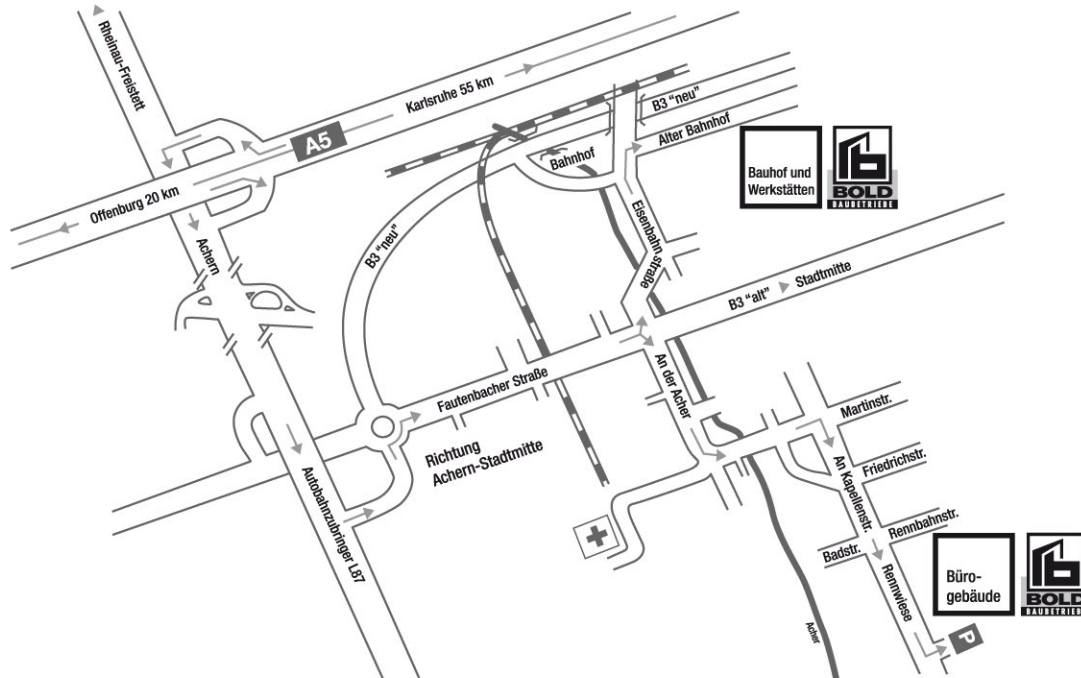 Rheinau-Freistett
Karlsruhe 55 km
A5
Offenburg 20 km
Achern
B3 "neu"
B3 "neu"
Bahnhof
Alter Bahnhof
Bauhof und
Werkstätten
BOLD
BAUBETRIEBE
Eisenbahnstraße
B3 "alt"
Stadtmitte
Fautenbacher Straße
An der Acher
Richtung
Achern-Stadtmitte
Autobahnzubringer L87
Martinstr.
An Kapellenstr.
Friedrichstr.
Rennbahnstr.
Badstr.
Rennwiese
Acher
Büro-
gebäude
BOLD
BAUBETRIEBE
P